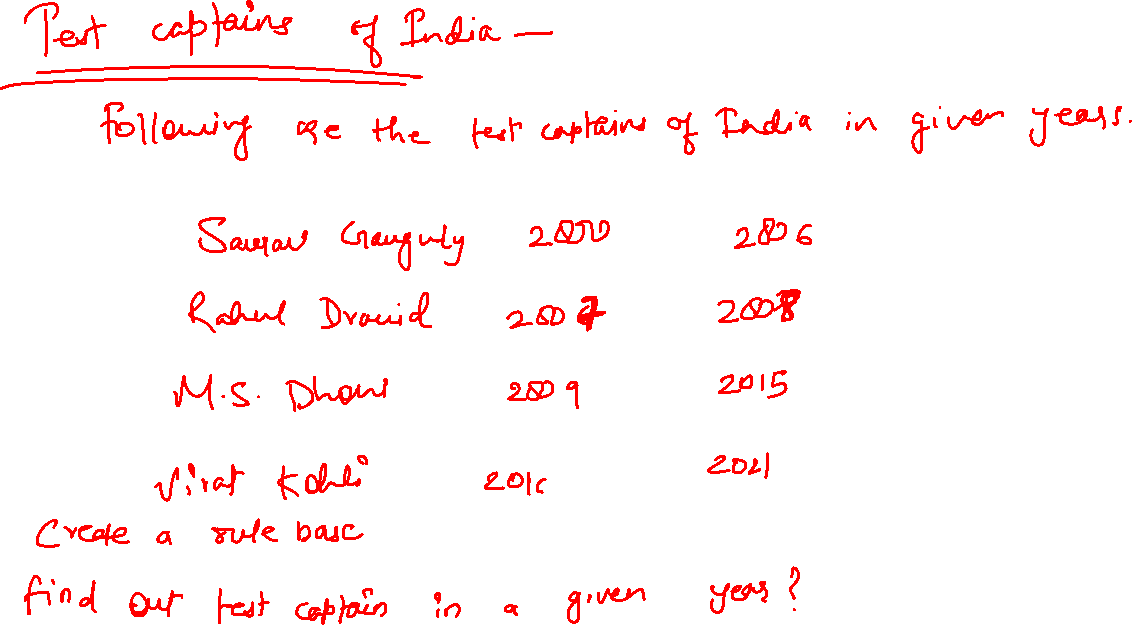 Test captains of India —
Following are the test captains of India in given years.
Saurav Ganguly 2000 2006
Rahul Dravid 2007 2008
M.S. Dhoni 2009 2015
Virat Kohli 2016 2021
Create a rule base
find out test captain in a given year?